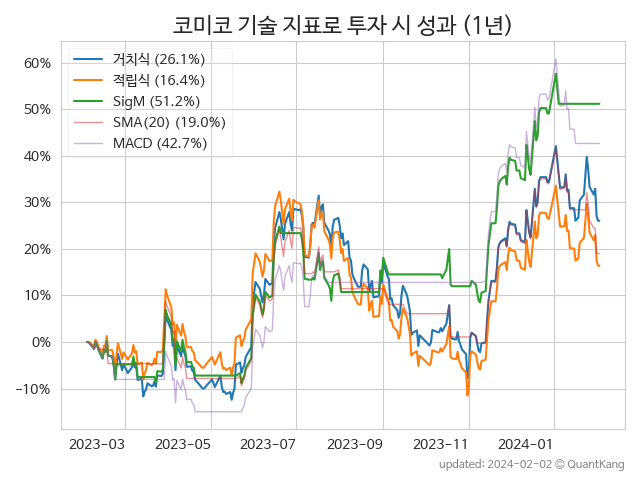 코미코 기술 지표로 투자 시 성과 (1년)
거치식 (26.1%)
적립식 (16.4%)
SigM (51.2%)
SMA(20) (19.0%)
MACD (42.7%)
60%
50%
40%
30%
20%
10%
0%
−10%
2023-03 2023-05 2023-07 2023-09 2023-11 2024-01
updated: 2024-02-02 © QuantKang